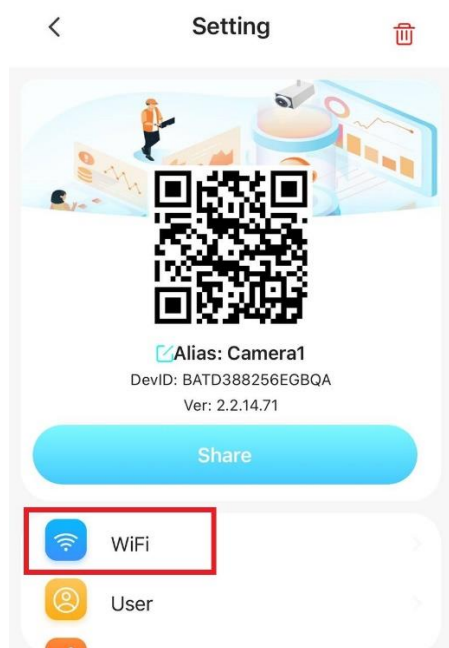 Setting
Alias: Camera1
DevID: BATD388256EGBQA
Ver: 2.2.14.71
Share
WiFi
User